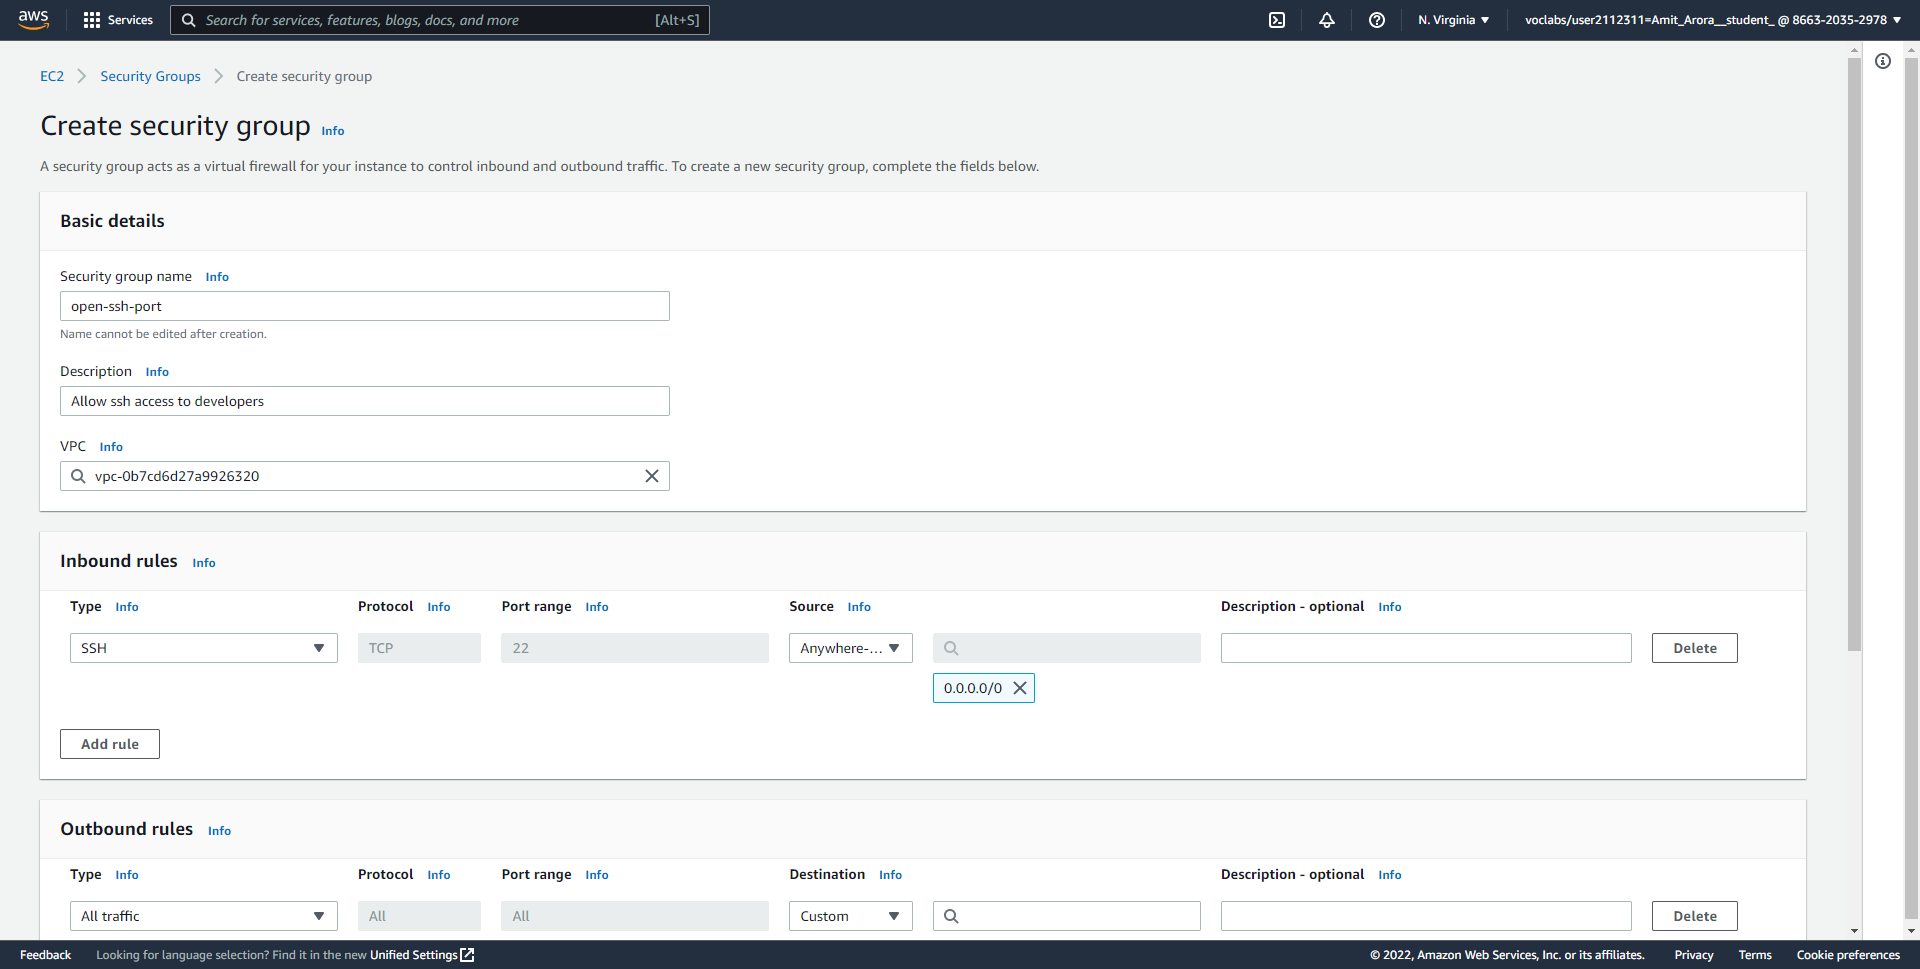 aws Services Search for services, features, blogs, docs, and more [Alt+S] N. Virginia voclabs/user2112311=Amit_Arora__student_ @ 8663-2035-2978
EC2 Security Groups Create security group
Create security group Info
A security group acts as a virtual firewall for your instance to control inbound and outbound traffic. To create a new security group, complete the fields below.
Basic details
Security group name Info
open-ssh-port
Name cannot be edited after creation.
Description Info
Allow ssh access to developers
VPC Info
vpc-0b7cd6d27a9926320
Inbound rules Info
Type Info Protocol Info Port range Info Source Info Description - optional Info
SSH TCP 22 Anywhere-... Delete
0.0.0.0/0
Add rule
Outbound rules Info
Type Info Protocol Info Port range Info Destination Info Description - optional Info
All traffic All All Custom Delete
Feedback Looking for language selection? Find it in the new Unified Settings © 2022, Amazon Web Services, Inc. or its affiliates. Privacy Terms Cookie preferences